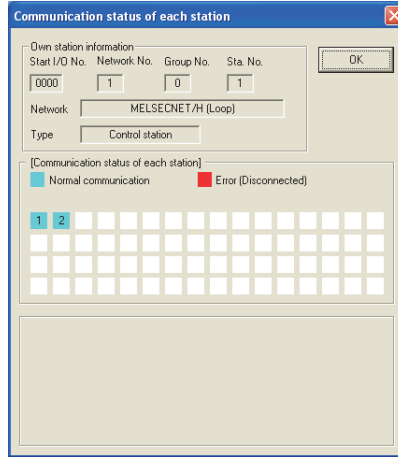 Communication status of each station
Own station information
Start I/O No. Network No. Group No. Sta. No.
0000 1 0 1
OK
Network MELSECNET/H (Loop)
Type Control station
[Communication status of each station]
Normal communication Error (Disconnected)
1 2